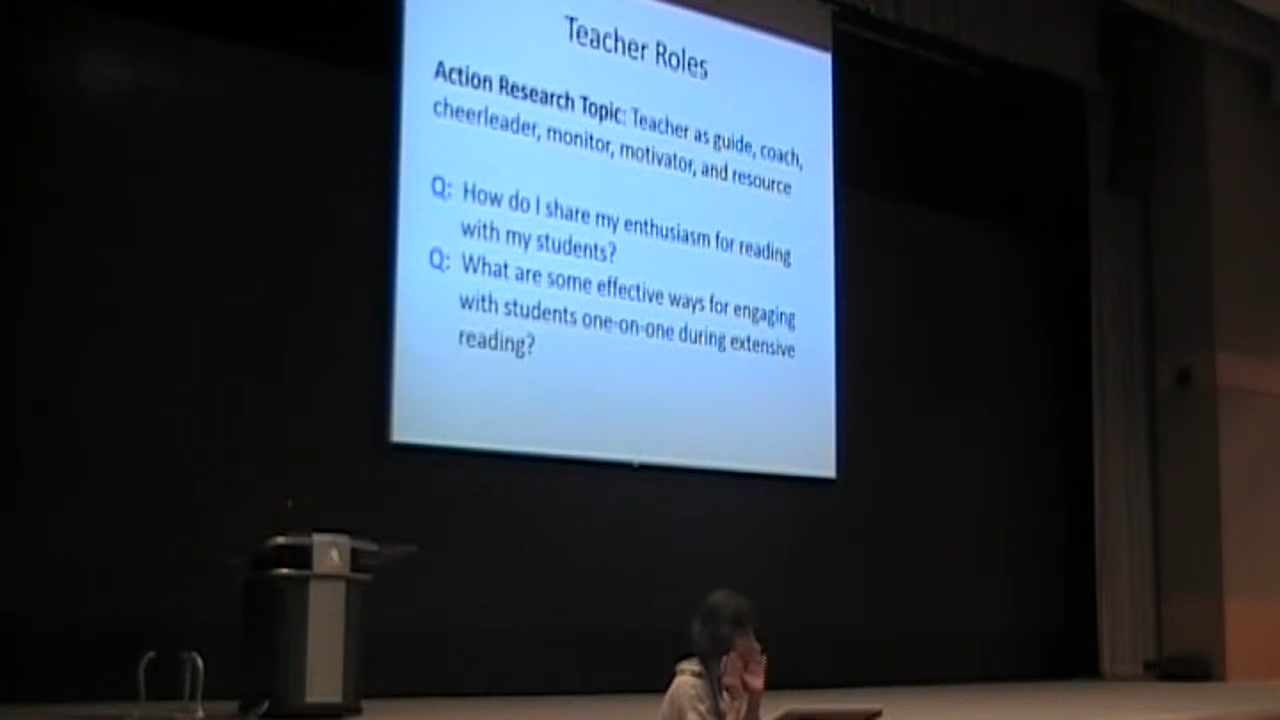 Teacher Roles
Action Research Topic: Teacher as guide, coach,
cheerleader, monitor, motivator, and resource
Q: How do I share my enthusiasm for reading
with my students?
Q: What are some effective ways for engaging
with students one-on-one during extensive
reading?